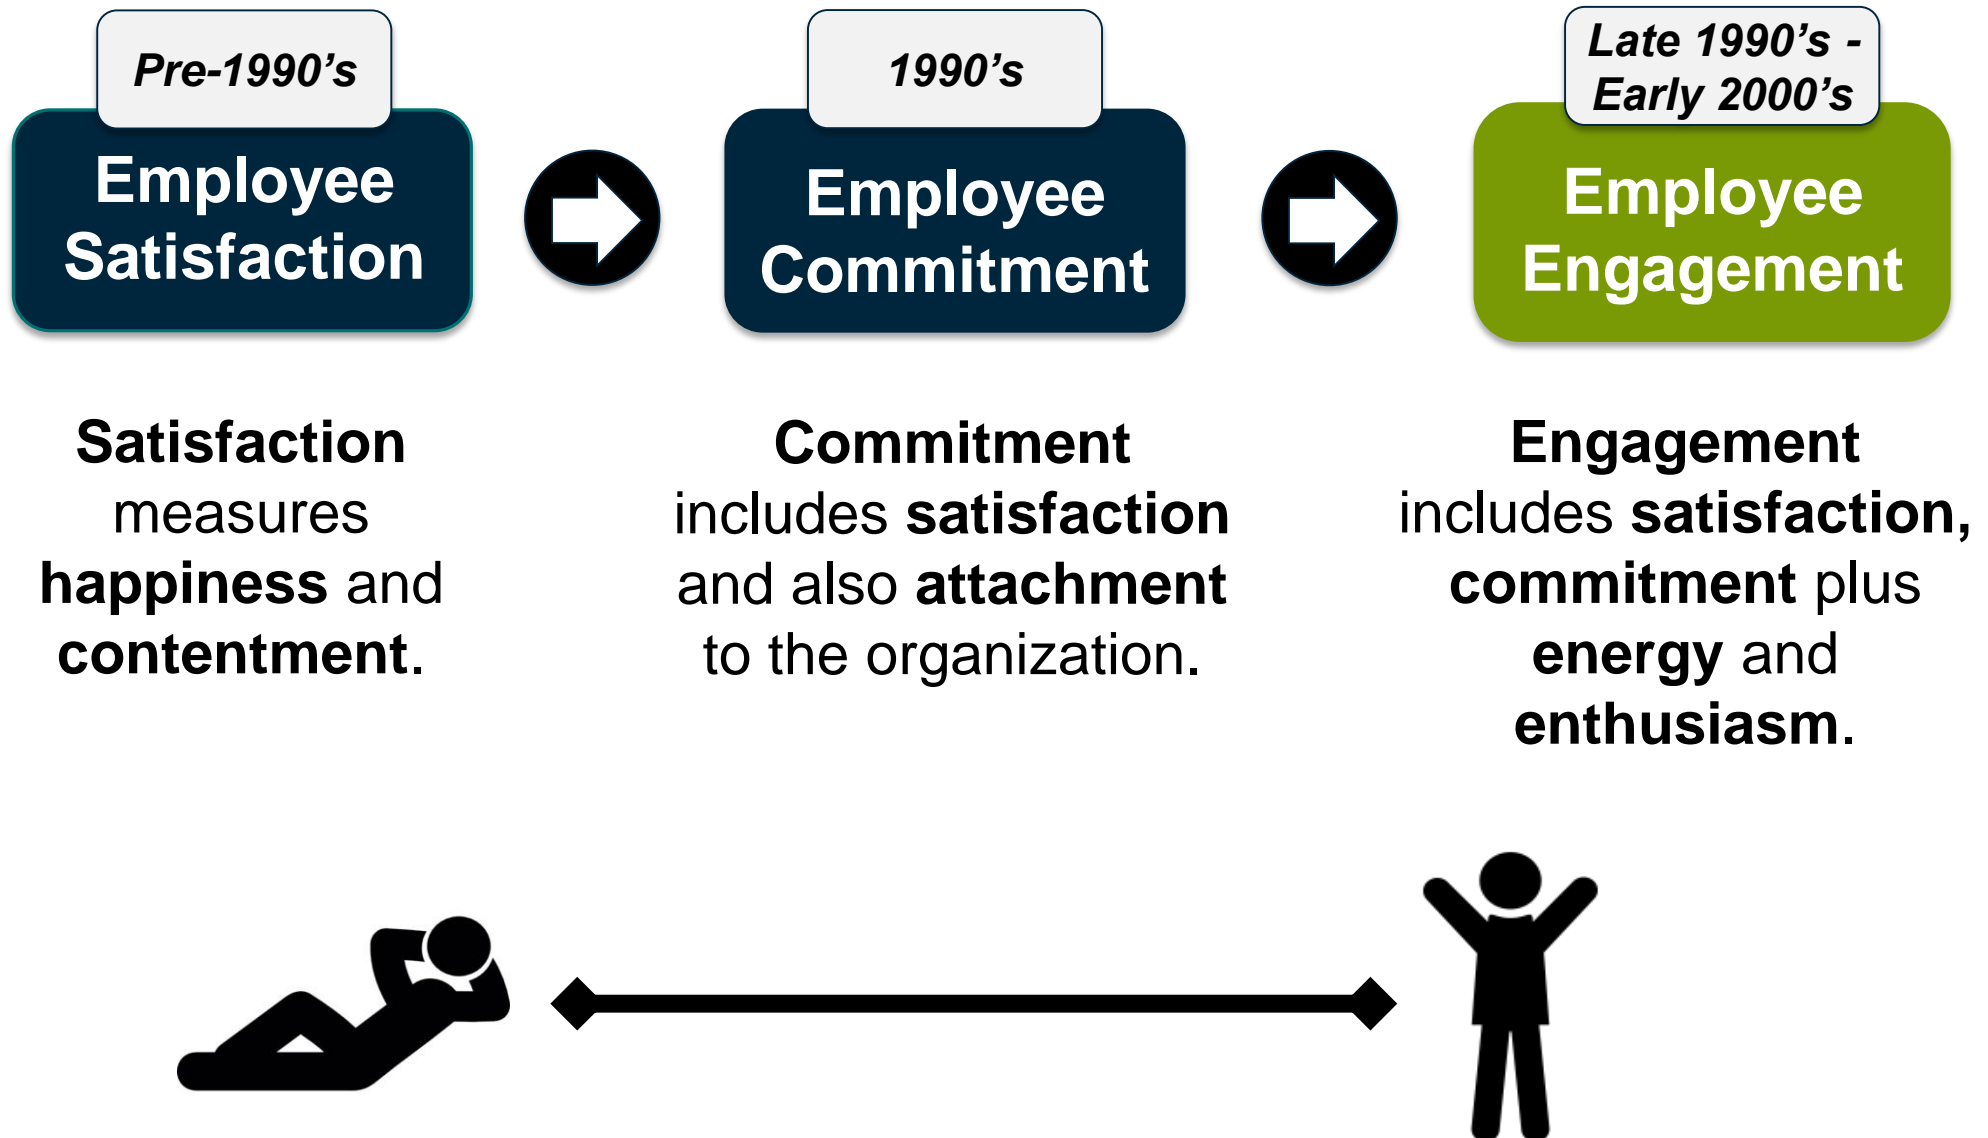 Pre-1990’s
Employee
Satisfaction
Satisfaction
measures
happiness and
contentment.
1990’s
Employee
Commitment
Commitment
includes satisfaction
and also attachment
to the organization.
Late 1990’s -
Early 2000’s
Employee
Engagement
Engagement
includes satisfaction,
commitment plus
energy and
enthusiasm.